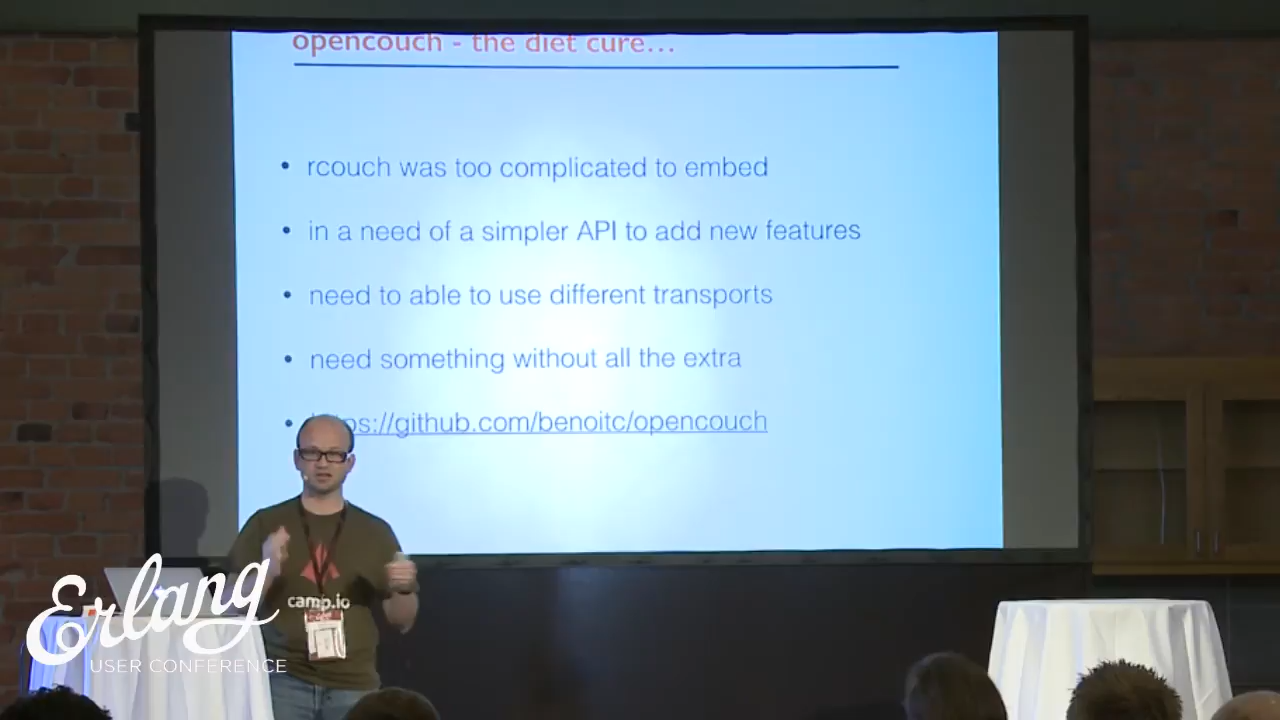 opencouch - the diet cure...
• rcouch was too complicated to embed
• in a need of a simpler API to add new features
• need to able to use different transports
• need something without all the extra
• ps://github.com/benoitc/opencouch
camp.io
Erlang
USER CONFERENCE